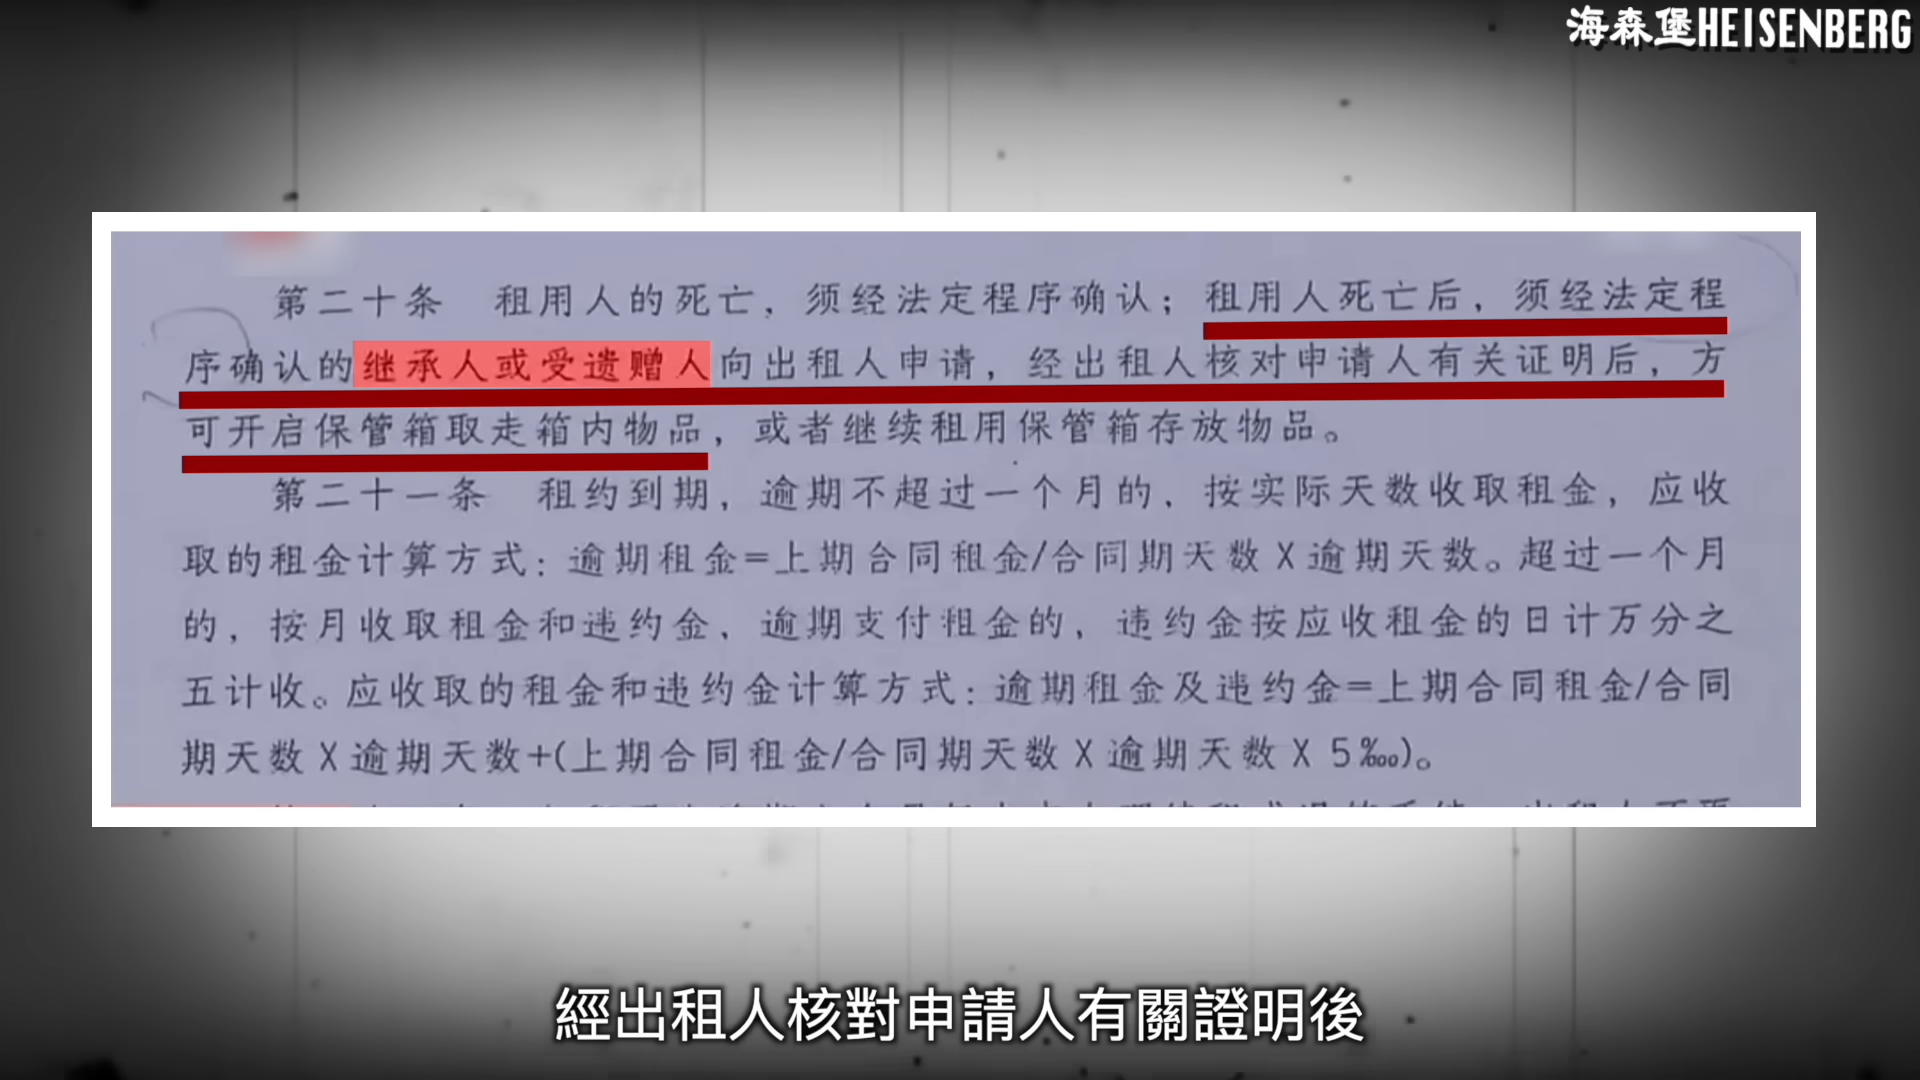 海森堡HEISENBERG
第二十条 租用人的死亡，须经法定程序确认；租用人死亡后，须经法定程
序确认的继承人或受遗赠人向出租人申请，经出租人核对申请人有关证明后，方
可开启保管箱取走箱内物品，或者继续租用保管箱存放物品。
第二十一条 租约到期，逾期不超过一个月的，按实际天数收取租金，应收
取的租金计算方式：逾期租金=上期合同租金/合同期天数X逾期天数。超过一个月
的，按月收取租金和违约金，逾期支付租金的，违约金按应收租金的日计万分之
五计收。应收取的租金和违约金计算方式：逾期租金及违约金=上期合同租金/合同
期天数X逾期天数+(上期合同租金/合同期天数X逾期天数X 5‱)。
經出租人核對申請人有關證明後